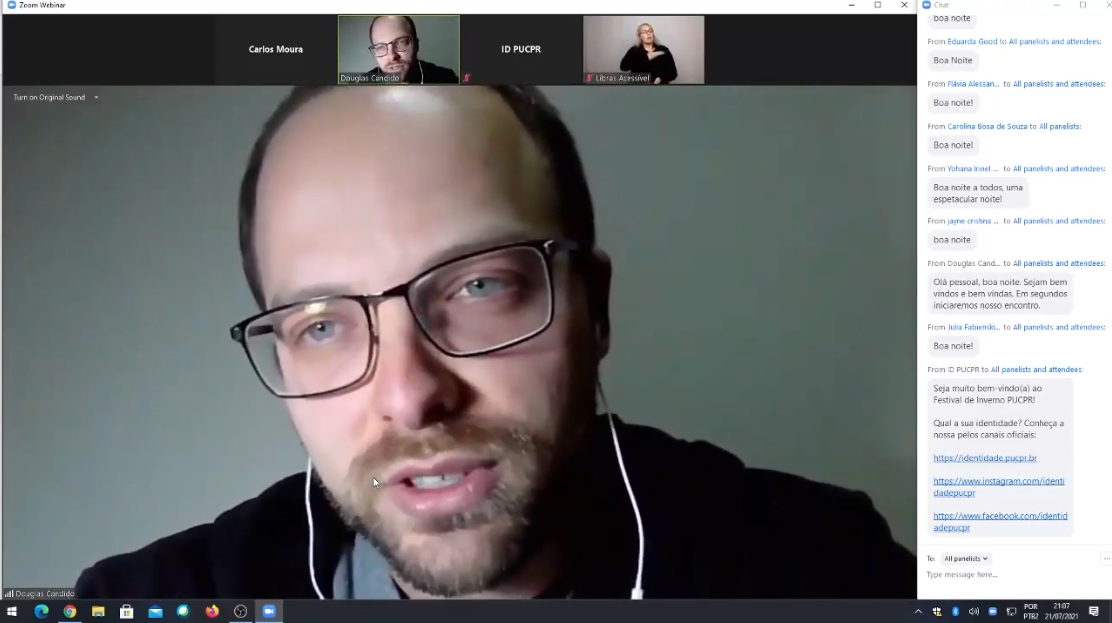 Zoom Webinar
Carlos Moura
Douglas Candido
ID PUCPR
Libras Acessível
Turn on Original Sound
Douglas Candido
Chat
boa noite
From Eduarda Good to All panelists and attendees:
Boa Noite
From Flávia Alessan... to All panelists and attendees:
Boa noite!
From Carolina Bosa de Souza to All panelists:
Boa noite!
From Yohana Irinel ... to All panelists and attendees:
Boa noite a todos, uma
espetacular noite!
From jayne cristina ... to All panelists and attendees:
boa noite
From Douglas Cand... to All panelists and attendees:
Olá pessoal, boa noite. Sejam bem
vindos e bem vindas. Em segundos
iniciaremos nosso encontro.
From Julia Fabienski... to All panelists and attendees:
Boa noite!
From ID PUCPR to All panelists and attendees:
Seja muito bem-vindo(a) ao
Festival de Inverno PUCPR!
Qual a sua identidade? Conheça a
nossa pelos canais oficiais:
https://identidade.pucpr.br
https://www.instagram.com/identi
dadepucpr
https://www.facebook.com/identid
adepucpr
To: All panelists
Type message here...
POR
PTB2
21:07
21/07/2021